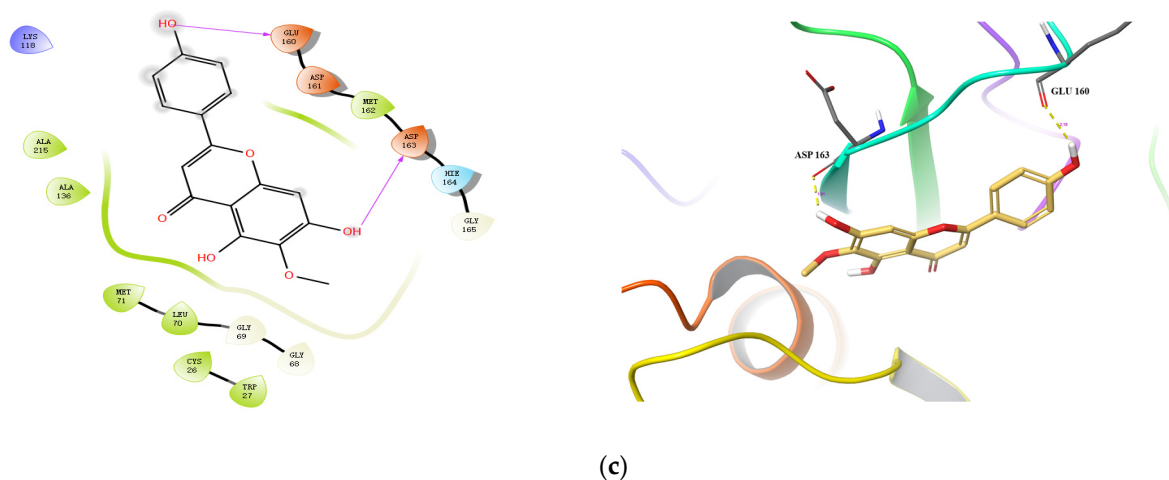 HO
LYS
118
GLU
160
ASP
161
MET
162
ASP
163
HIE
164
GLY
165
ALA
215
ALA
136
O
O
OH
HO
O
MET
71
LEU
70
GLY
69
GLY
68
CYS
26
TRP
27
GLU 160
ASP 163
(c)